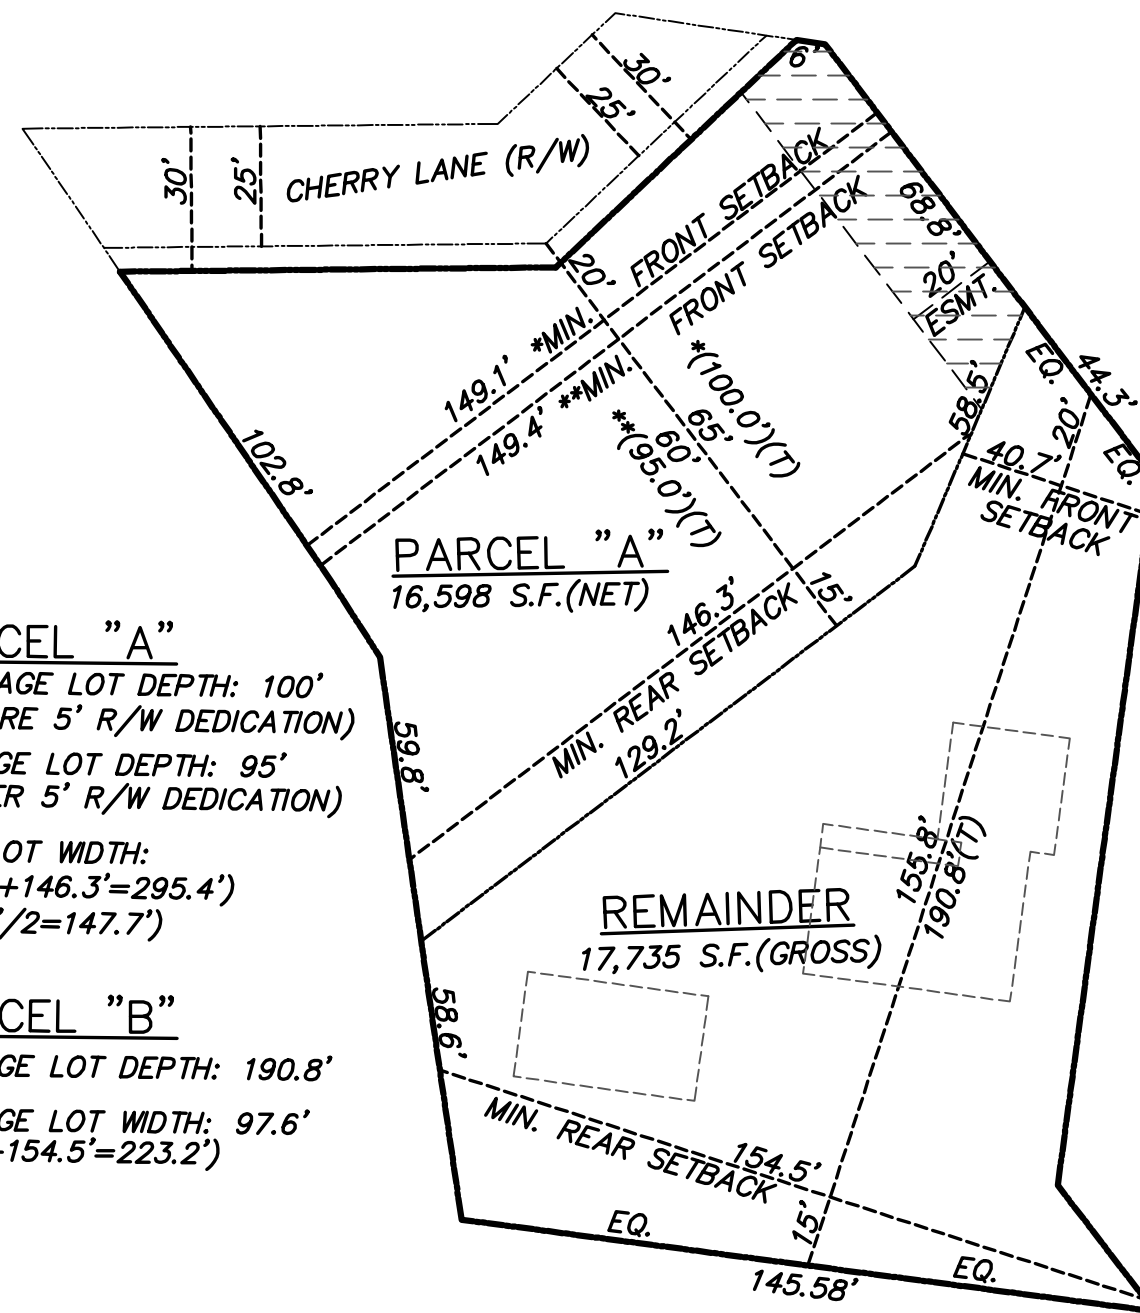 6'
30'
25'
30'
25'
CHERRY LANE (R/W)
20'
FRONT SETBACK
FRONT SETBACK
68.8'
20'
ESMT.
149.1' *MIN.
149.4' **MIN.
*(100.0')(T)
65'
60'
**(95.0')(T)
58.5'
EQ.
44.3'
20'
EQ.
40.7'
MIN. FRONT
SETBACK
102.8'
PARCEL "A"
16,598 S.F.(NET)
146.3'
MIN. REAR SETBACK
15'
129.2'
59.8'
CEL "A"
AGE LOT DEPTH: 100'
RE 5' R/W DEDICATION)
GE LOT DEPTH: 95'
ER 5' R/W DEDICATION)
OT WIDTH:
+146.3'=295.4')
'/2=147.7')
155.8'
190.8'(T)
REMAINDER
17,735 S.F.(GROSS)
58.6'
CEL "B"
GE LOT DEPTH: 190.8'
GE LOT WIDTH: 97.6'
-154.5'=223.2')
MIN. REAR SETBACK
154.5'
15'
EQ.
EQ.
145.58'